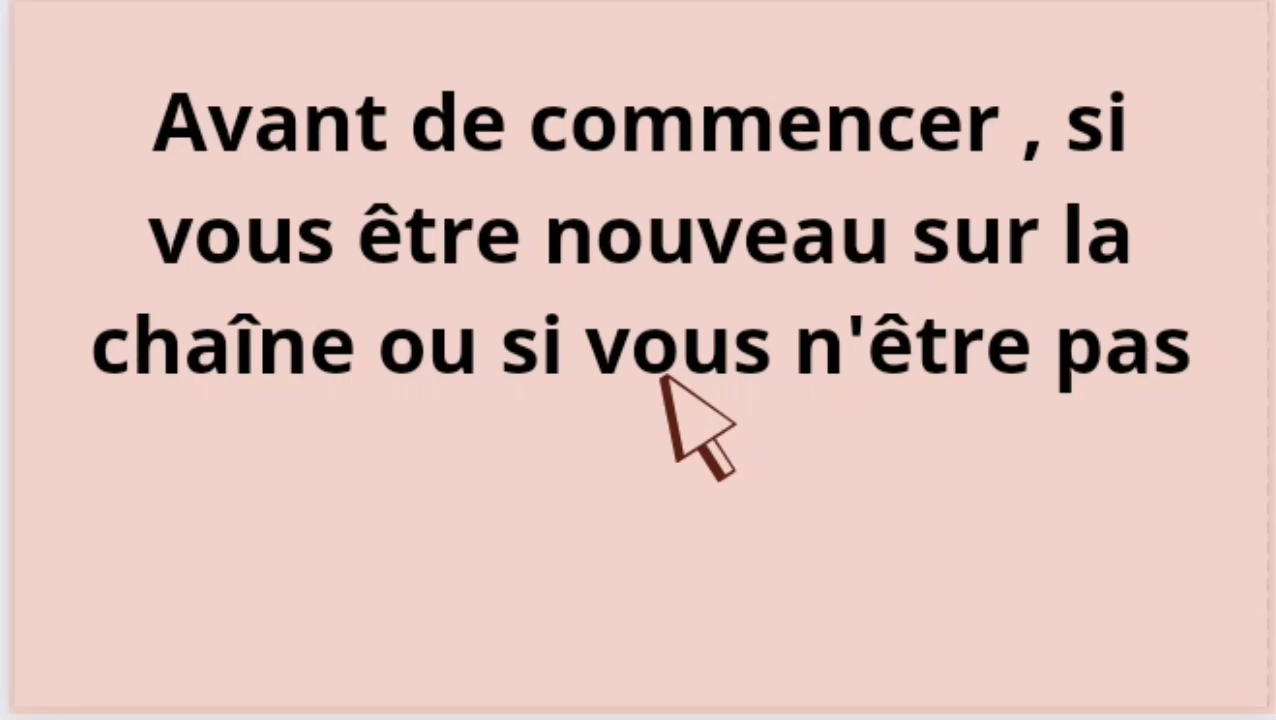 Avant de commencer , si
vous être nouveau sur la
chaîne ou si vous n'être pas